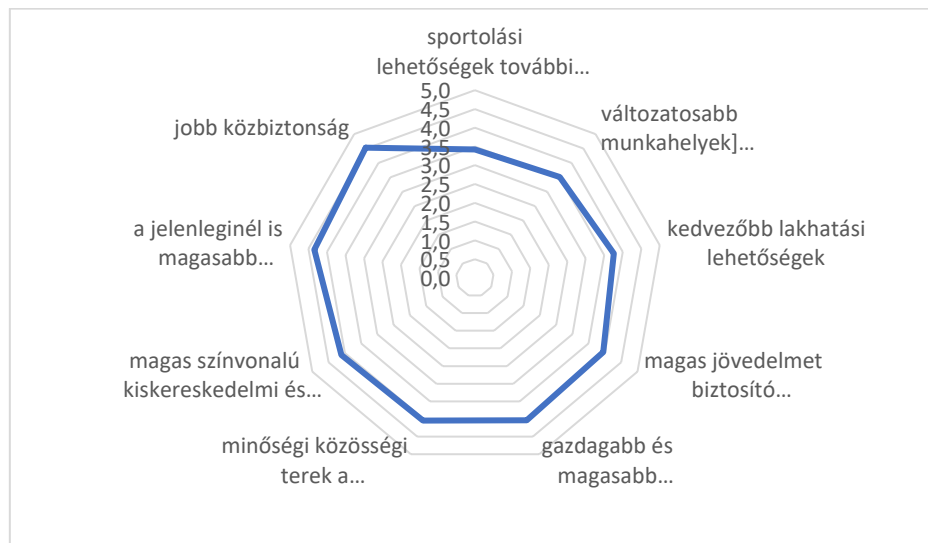 sportolási
lehetőségek további...
változatosabb
munkahelyek]...
kedvezőbb lakhatási
lehetőségek
magas jövedelmet
biztosító...
gazdagabb és
magasabb...
minőségi közösségi
terek a...
magas színvonalú
kiskereskedelmi és...
a jelenleginél is
magasabb...
jobb közbiztonság
5,0
4,5
4,0
3,5
3,0
2,5
2,0
1,5
1,0
0,5
0,0